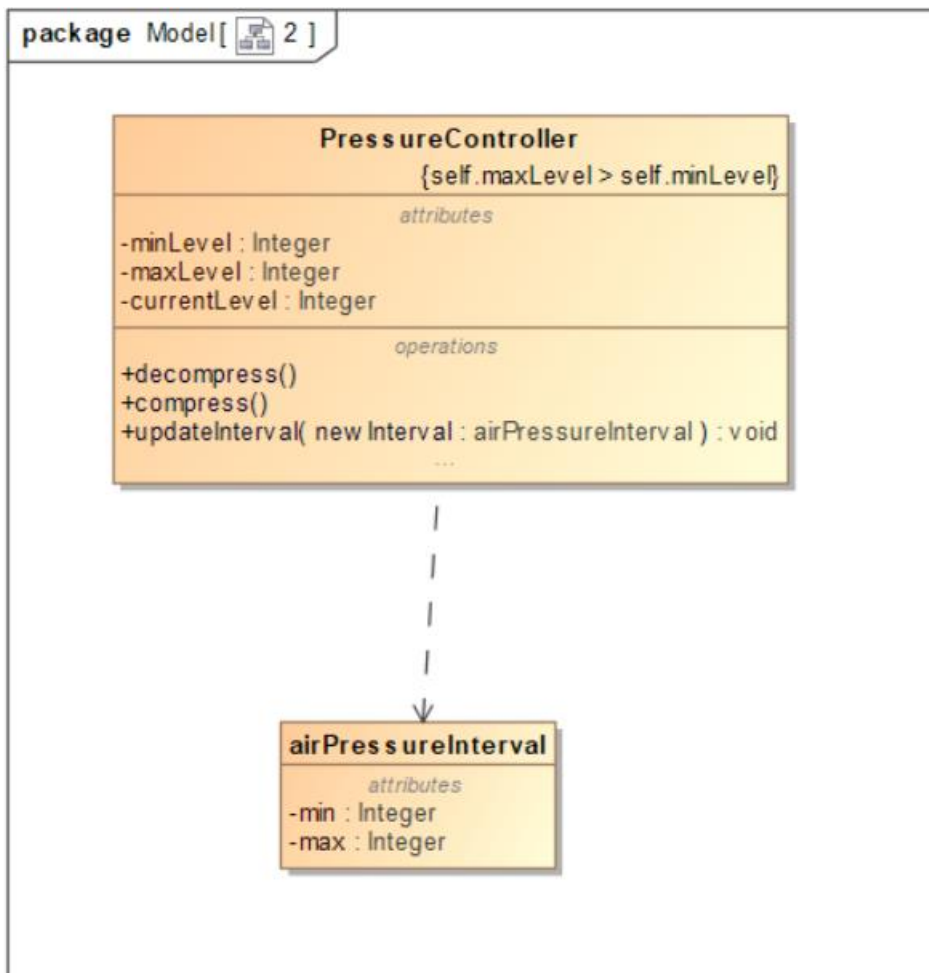 package Model[ 2 ]
PressureController
{self.maxLevel > self.minLevel}
attributes
-minLevel : Integer
-maxLevel : Integer
-currentLevel : Integer
operations
+decompress()
+compress()
+updateInterval( newInterval : airPressureInterval ) : void
...
airPressureInterval
attributes
-min : Integer
-max : Integer